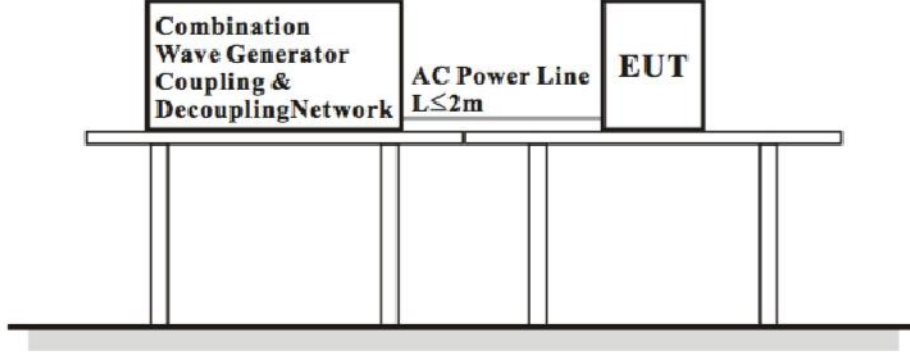 Combination
Wave Generator
Coupling &
DecouplingNetwork
AC Power Line
L≤2m
EUT